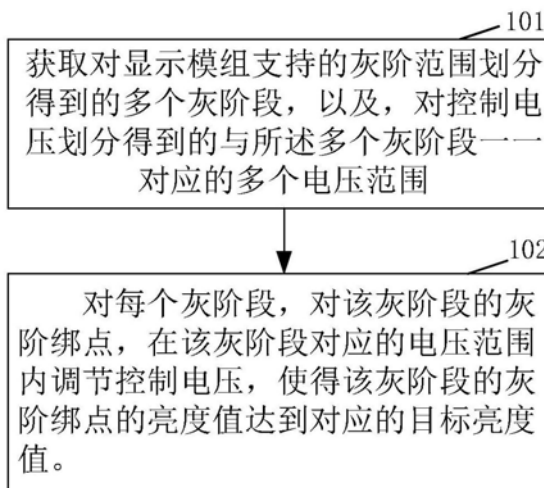 101
获取对显示模组支持的灰阶范围划分
得到的多个灰阶段，以及，对控制电
压划分得到的与所述多个灰阶段一一
对应的多个电压范围
102
对每个灰阶段，对该灰阶段的灰
阶绑点，在该灰阶段对应的电压范围
内调节控制电压，使得该灰阶段的灰
阶绑点的亮度值达到对应的目标亮度
值。